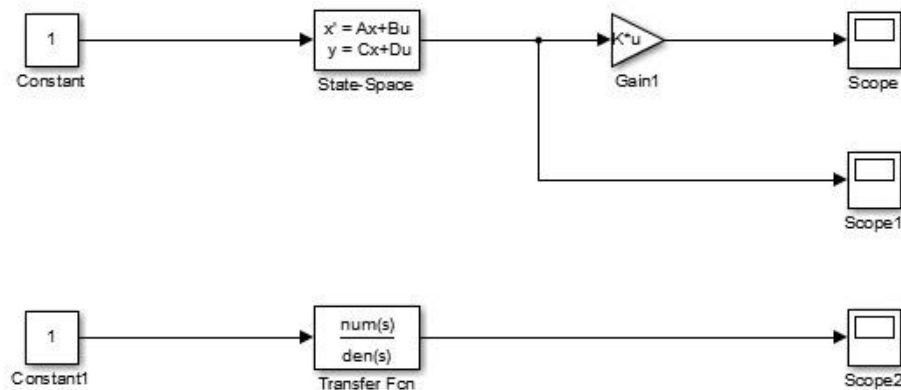 1
Constant
x' = Ax+Bu
y = Cx+Du
State-Space
K*u
Gain1
Scope
Scope1
1
Constant1
num(s)
den(s)
Transfer Fcn
Scope2